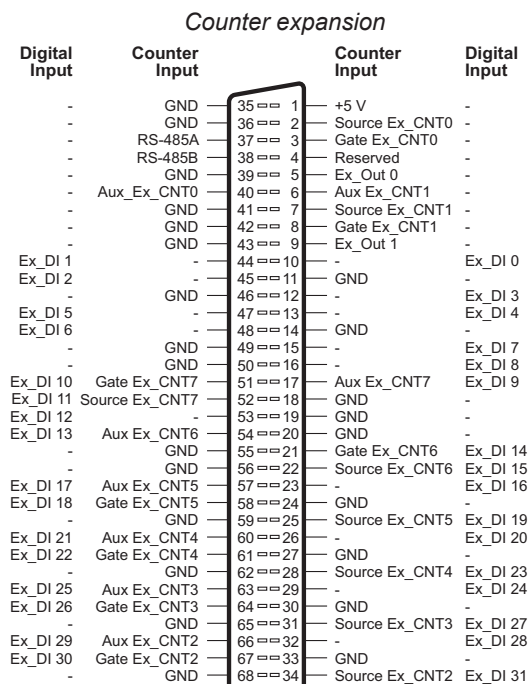 Counter expansion
Digital Input Counter Input Counter Input Digital Input
- GND 35 1 +5 V -
- GND 36 2 Source Ex_CNT0 -
- RS-485A 37 3 Gate Ex_CNT0 -
- RS-485B 38 4 Reserved -
- GND 39 5 Ex_Out 0 -
- Aux_Ex_CNT0 40 6 Aux Ex_CNT1 -
- GND 41 7 Source Ex_CNT1 -
- GND 42 8 Gate Ex_CNT1 -
- GND 43 9 Ex_Out 1 -
Ex_DI 1 - 44 10 - Ex_DI 0
Ex_DI 2 - 45 11 GND -
- GND 46 12 - Ex_DI 3
Ex_DI 5 - 47 13 - Ex_DI 4
Ex_DI 6 - 48 14 GND -
- GND 49 15 - Ex_DI 7
- GND 50 16 - Ex_DI 8
Ex_DI 10 Gate Ex_CNT7 51 17 Aux Ex_CNT7 Ex_DI 9
Ex_DI 11 Source Ex_CNT7 52 18 GND -
Ex_DI 12 - 53 19 GND -
Ex_DI 13 Aux Ex_CNT6 54 20 GND -
- GND 55 21 Gate Ex_CNT6 Ex_DI 14
- GND 56 22 Source Ex_CNT6 Ex_DI 15
Ex_DI 17 Aux Ex_CNT5 57 23 - Ex_DI 16
Ex_DI 18 Gate Ex_CNT5 58 24 GND -
- GND 59 25 Source Ex_CNT5 Ex_DI 19
Ex_DI 21 Aux Ex_CNT4 60 26 - Ex_DI 20
Ex_DI 22 Gate Ex_CNT4 61 27 GND -
- GND 62 28 Source Ex_CNT4 Ex_DI 23
Ex_DI 25 Aux Ex_CNT3 63 29 - Ex_DI 24
Ex_DI 26 Gate Ex_CNT3 64 30 GND -
- GND 65 31 Source Ex_CNT3 Ex_DI 27
Ex_DI 29 Aux Ex_CNT2 66 32 - Ex_DI 28
Ex_DI 30 Gate Ex_CNT2 67 33 GND -
- GND 68 34 Source Ex_CNT2 Ex_DI 31